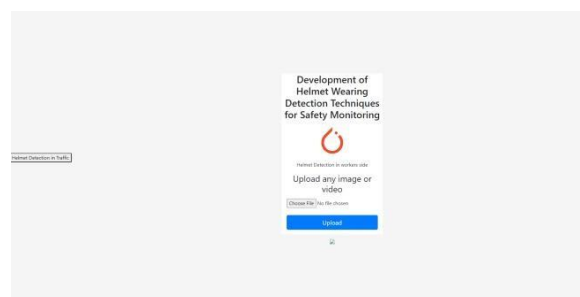 Development of
Helmet Wearing
Detection Techniques
for Safety Monitoring
Helmet Detection in Traffic
Helmet Detection in workers side
Upload any image or
video
Choose File No file chosen
Upload